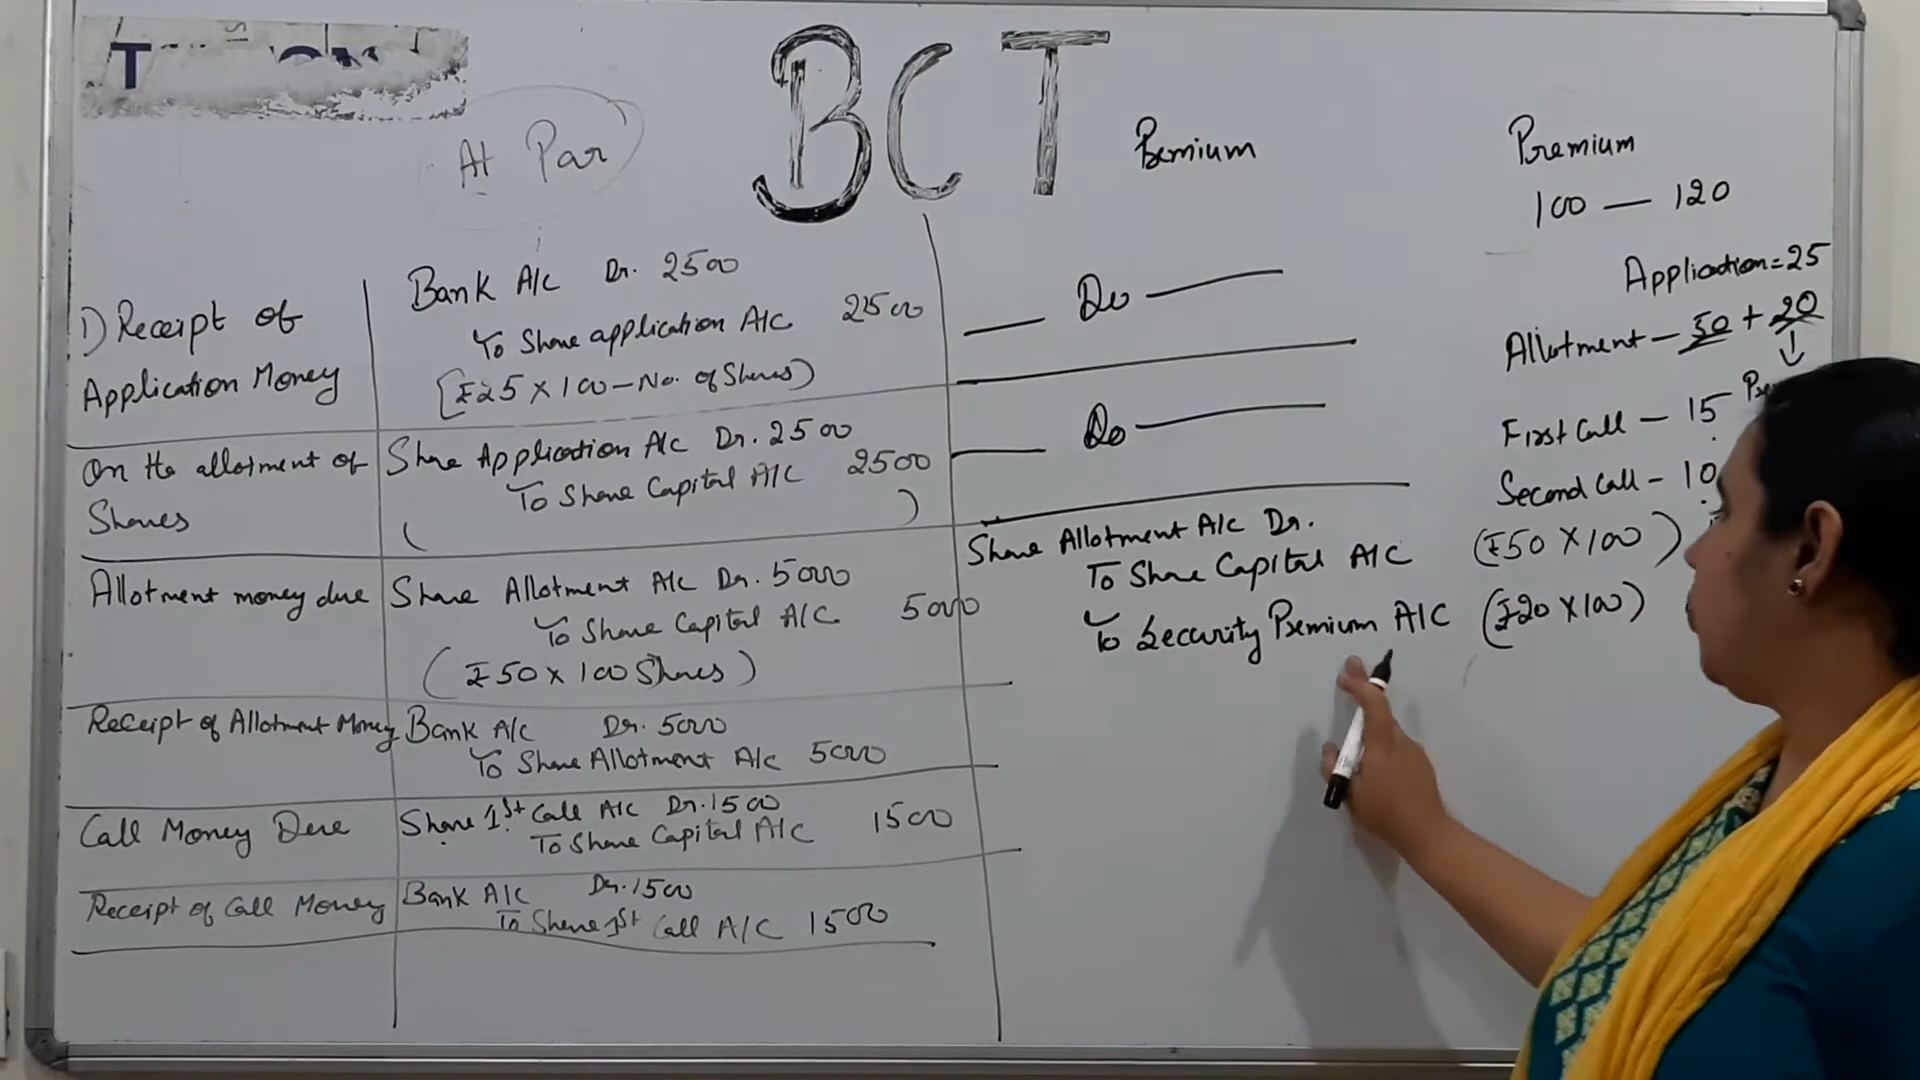 BCT
At Par
Premium
Premium
100 — 120
Application = 25
Allotment — 50 + 20
First Call — 15
Second Call - 10
1) Receipt of
Application Money
Bank A/c Dr. 2500
To Share application A/c 2500
[₹25 X 100 - No. of Shares)
— Do —
On the allotment of
Shares
Share Application A/c Dr. 2500
To Share Capital A/c 2500
( )
— Do —
Allotment money due
Share Allotment A/c Dr. 5000
To Share Capital A/C. 5000
(₹50 x 100 Shares)
Share Allotment A/c Dr.
To Share Capital A/C (₹50 X 100)
To Security Premium A/C (₹20 X 100)
Receipt of Allotment Money
Bank A/c Dr. 5000
To Share Allotment A/c 5000
Call Money Due
Share 1st Call A/c Dr. 1500
To Share Capital A/c 1500
Receipt of Call Money
Bank A/C Dr. 1500
To Share 1st Call A/C 1500